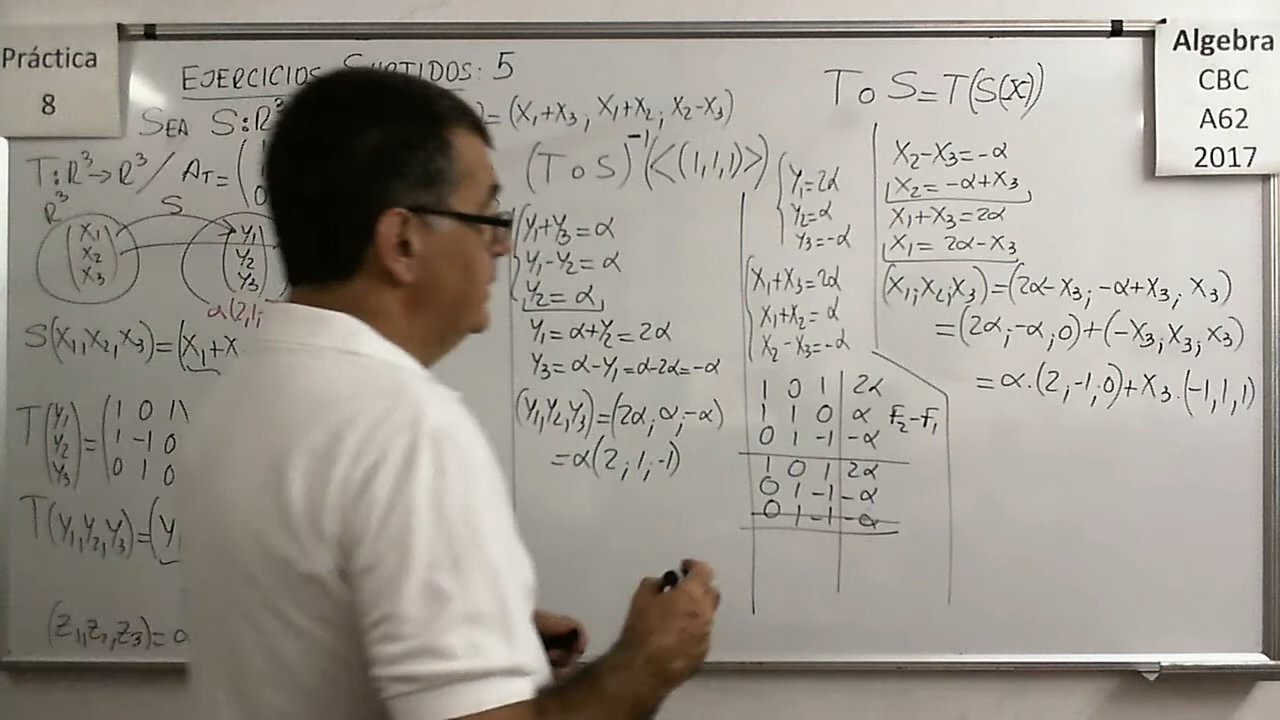 Práctica
8
EJERCICIOS SURTIDOS: 5
SEA S:R³ )=(X₁+X₃; X₁+X₂; X₂-X₃)
T:R³→R³/ A_T=(
R³
S
X₁
X₂
X₃
Y₁
Y₂
Y₃
α(2,1;
S(X₁,X₂,X₃)=(X₁+X
T(Y₁ Y₂ Y₃)=(1 0 1
1 -1 0
0 1 0
T(Y₁,Y₂,Y₃)=(Y
(Z₁,Z₂,Z₃)=α
(T o S)⁻¹(<(1,1,1)>)
Y₁+Y₃=α
Y₁-Y₂=α
Y₂=α
Y₁=α+Y₂=2α
Y₃=α-Y₁=α-2α=-α
(Y₁,Y₂,Y₃)=(2α;α;-α)
=α(2;1;-1)
Y₁=2α
Y₂=α
Y₃=-α
X₁+X₃=2α
X₁+X₂=α
X₂-X₃=-α
1 0 1 | 2α
1 1 0 | α F₂-F₁
0 1 -1 | -α
1 0 1 | 2α
0 1 -1 | -α
0 1 -1 | -α
T o S=T(S(X))
X₂-X₃=-α
X₂=-α+X₃
X₁+X₃=2α
X₁=2α-X₃
(X₁;X₂;X₃)=(2α-X₃;-α+X₃; X₃)
=(2α;-α;0)+(-X₃;X₃;X₃)
=α.(2,-1,0)+X₃.(-1,1,1)
Algebra
CBC
A62
2017